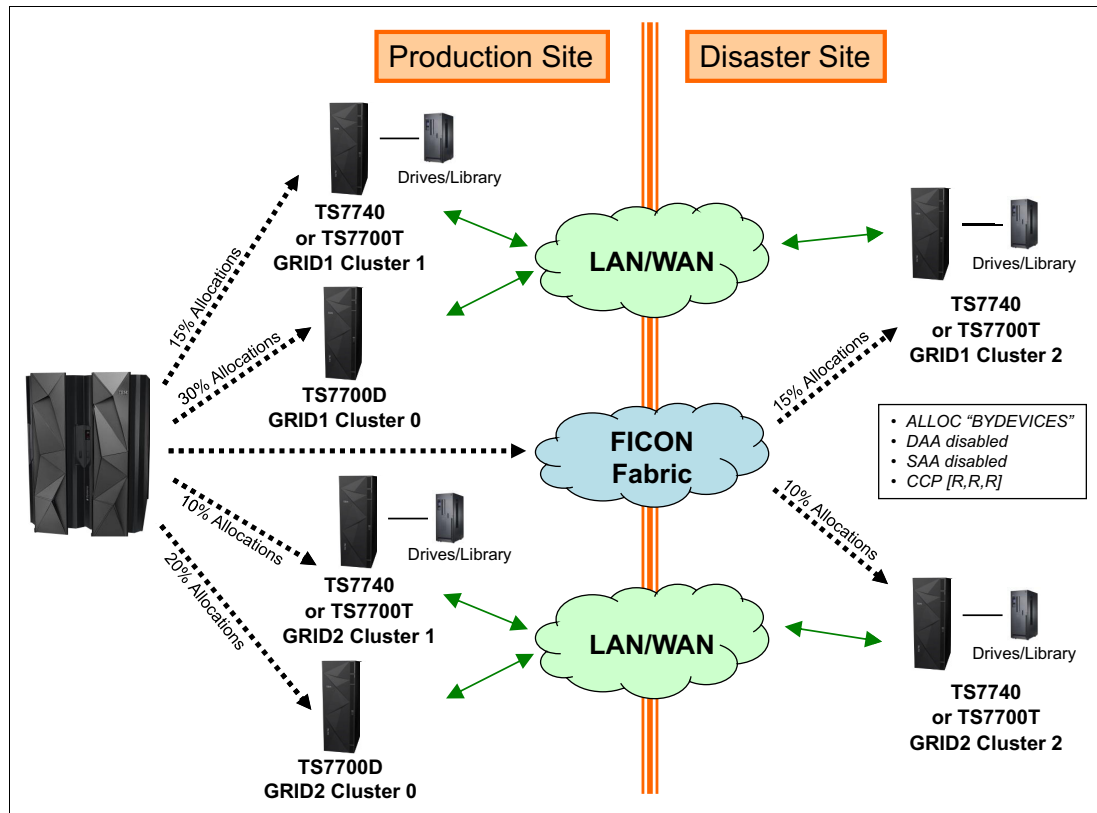 Production Site
Disaster Site
Drives/Library
TS7740
or TS7700T
GRID1 Cluster 1
15% Allocations
LAN/WAN
Drives/Library
TS7740
or TS7700T
GRID1 Cluster 2
30% Allocations
TS7700D
GRID1 Cluster 0
15% Allocations
FICON
Fabric
• ALLOC “BYDEVICES”
• DAA disabled
• SAA disabled
• CCP [R,R,R]
10% Allocations
Drives/Library
TS7740
or TS7700T
GRID2 Cluster 1
10% Allocations
20% Allocations
LAN/WAN
Drives/Library
TS7740
or TS7700T
GRID2 Cluster 2
TS7700D
GRID2 Cluster 0